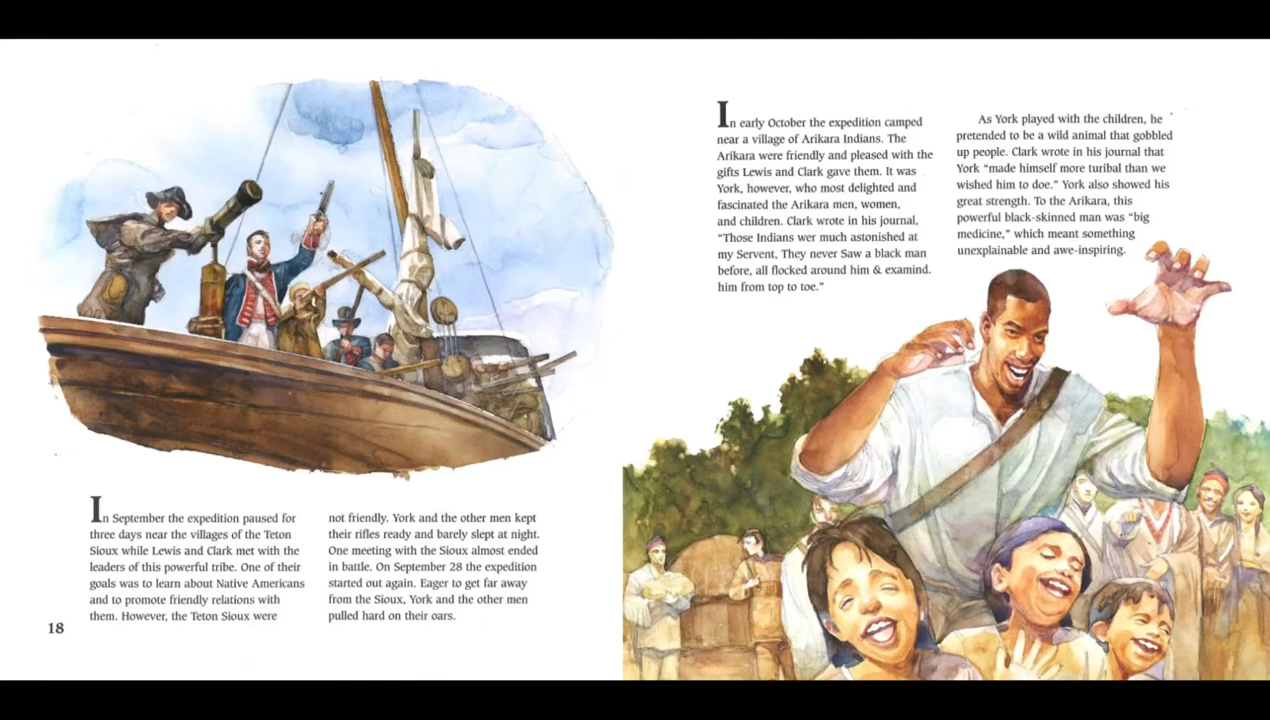 In September the expedition paused for
three days near the villages of the Teton
Sioux while Lewis and Clark met with the
leaders of this powerful tribe. One of their
goals was to learn about Native Americans
and to promote friendly relations with
them. However, the Teton Sioux were
not friendly. York and the other men kept
their rifles ready and barely slept at night.
One meeting with the Sioux almost ended
in battle. On September 28 the expedition
started out again. Eager to get far away
from the Sioux, York and the other men
pulled hard on their oars.
18
In early October the expedition camped
near a village of Arikara Indians. The
Arikara were friendly and pleased with the
gifts Lewis and Clark gave them. It was
York, however, who most delighted and
fascinated the Arikara men, women,
and children. Clark wrote in his journal,
“Those Indians wer much astonished at
my Servent, They never Saw a black man
before, all flocked around him & examind.
him from top to toe.”
As York played with the children, he
pretended to be a wild animal that gobbled
up people. Clark wrote in his journal that
York “made himself more turibal than we
wished him to doe.” York also showed his
great strength. To the Arikara, this
powerful black-skinned man was “big
medicine,” which meant something
unexplainable and awe-inspiring.